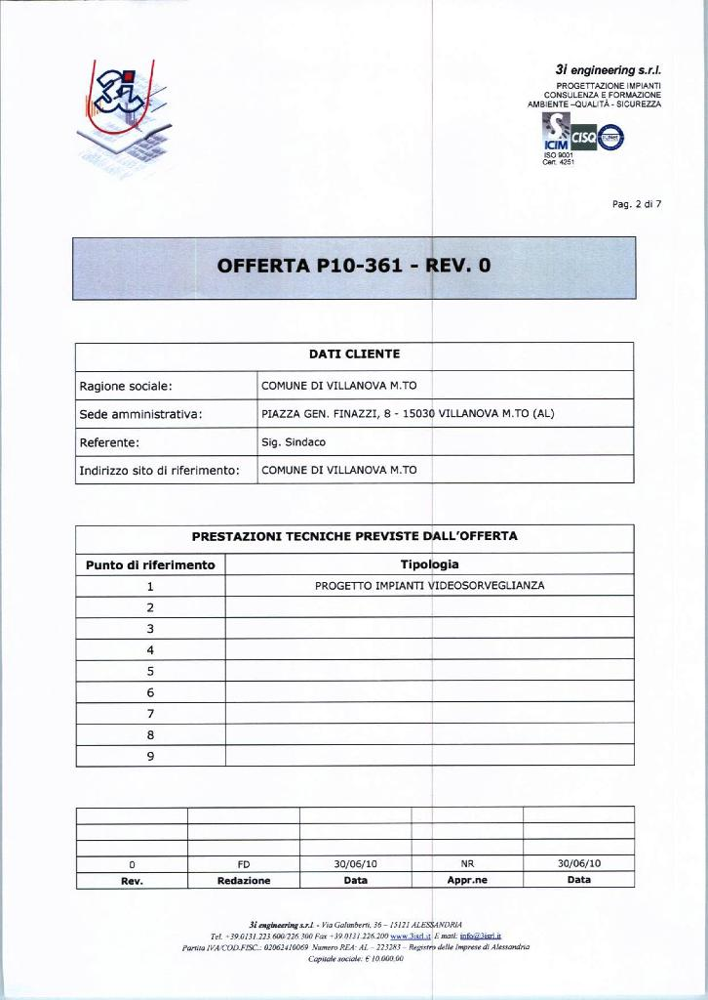 3i
3i engineering s.r.l.
PROGETTAZIONE IMPIANTI
CONSULENZA E FORMAZIONE
AMBIENTE –QUALITÀ - SICUREZZA
ICIM CISQ
ISO 9001
Cert. 4251
Pag. 2 di 7
OFFERTA P10-361 - REV. 0
DATI CLIENTE
Ragione sociale: COMUNE DI VILLANOVA M.TO
Sede amministrativa: PIAZZA GEN. FINAZZI, 8 - 15030 VILLANOVA M.TO (AL)
Referente: Sig. Sindaco
Indirizzo sito di riferimento: COMUNE DI VILLANOVA M.TO
PRESTAZIONI TECNICHE PREVISTE DALL'OFFERTA
Punto di riferimento Tipologia
1 PROGETTO IMPIANTI VIDEOSORVEGLIANZA
2
3
4
5
6
7
8
9
0 FD 30/06/10 NR 30/06/10
Rev. Redazione Data Appr.ne Data
3i engineering s.r.l. - Via Galimberti, 36 – 15121 ALESSANDRIA
Tel. +39.0131.223.600/226.300 Fax +39.0131.226.200 www.3isrl.it E mail: info@3isrl.it
Partita IVA/COD.FISC.: 02062410069 Numero REA: AL – 223283 – Registro delle Imprese di Alessandria
Capitale sociale: € 10.000,00